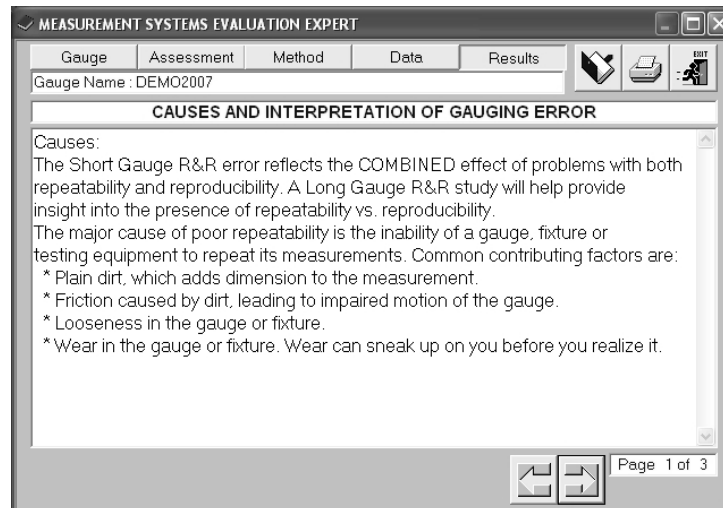 MEASUREMENT SYSTEMS EVALUATION EXPERT
Gauge Assessment Method Data Results EXIT
Gauge Name : DEMO2007
CAUSES AND INTERPRETATION OF GAUGING ERROR
Causes:
The Short Gauge R&R error reflects the COMBINED effect of problems with both
repeatability and reproducibility. A Long Gauge R&R study will help provide
insight into the presence of repeatability vs. reproducibility.
The major cause of poor repeatability is the inability of a gauge, fixture or
testing equipment to repeat its measurements. Common contributing factors are:
* Plain dirt, which adds dimension to the measurement.
* Friction caused by dirt, leading to impaired motion of the gauge.
* Looseness in the gauge or fixture.
* Wear in the gauge or fixture. Wear can sneak up on you before you realize it.
Page 1 of 3